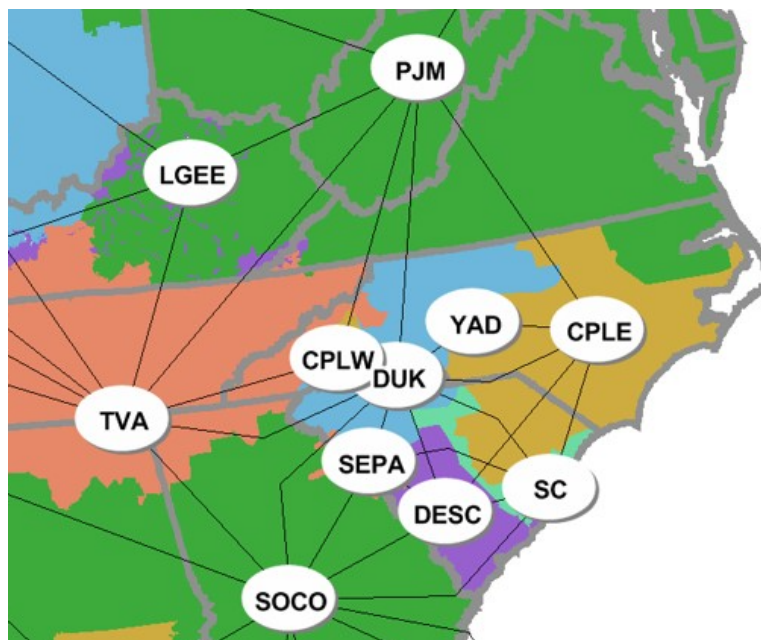 PJM
LGEE
YAD
CPLE
CPLW
DUK
TVA
SEPA
SC
DESC
SOCO